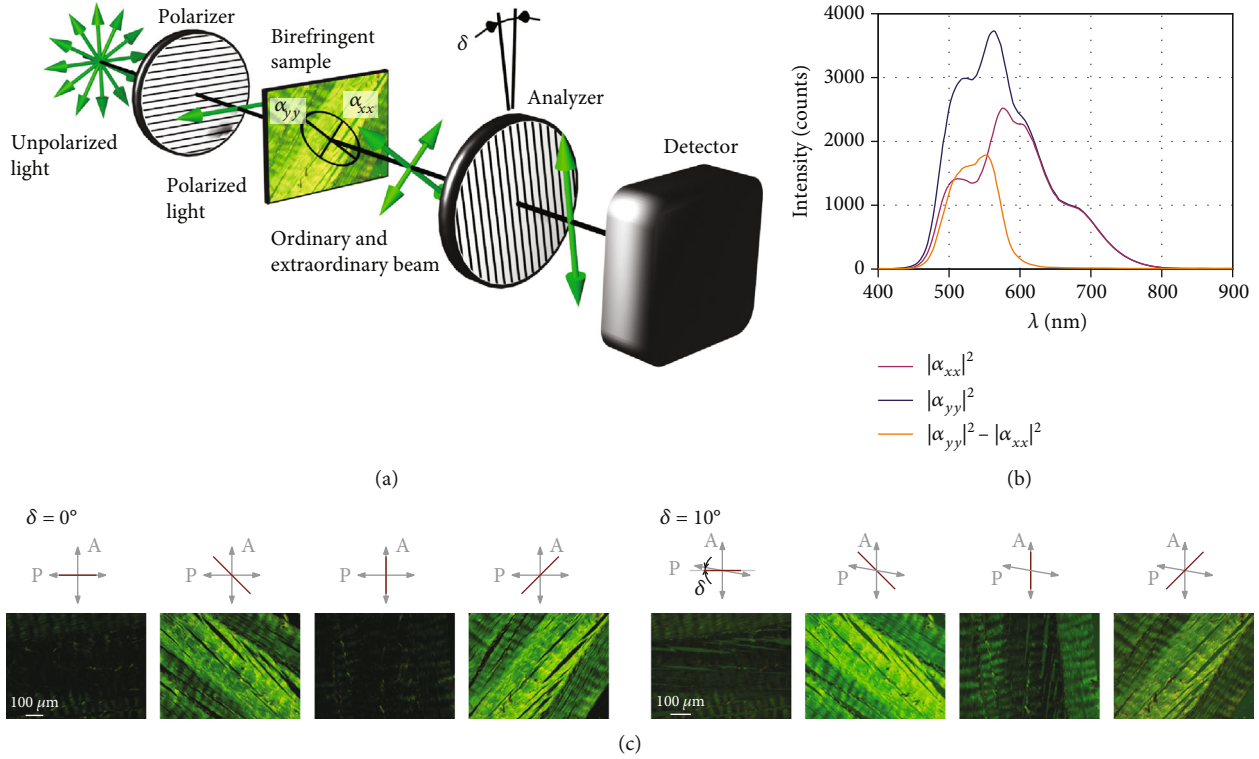 Polarizer
Birefringent
sample
δ
Analyzer
Detector
α_yy
α_xx
Unpolarized
light
Polarized
light
Ordinary and
extraordinary beam
(a)
Intensity (counts)
4000
3000
2000
1000
0
400
500
600
700
800
900
λ (nm)
|α_xx|²
|α_yy|²
|α_yy|² – |α_xx|²
(b)
δ = 0°
P
A
P
A
P
A
P
A
100 μm
δ = 10°
P
A
δ
P
A
P
A
P
A
100 μm
(c)